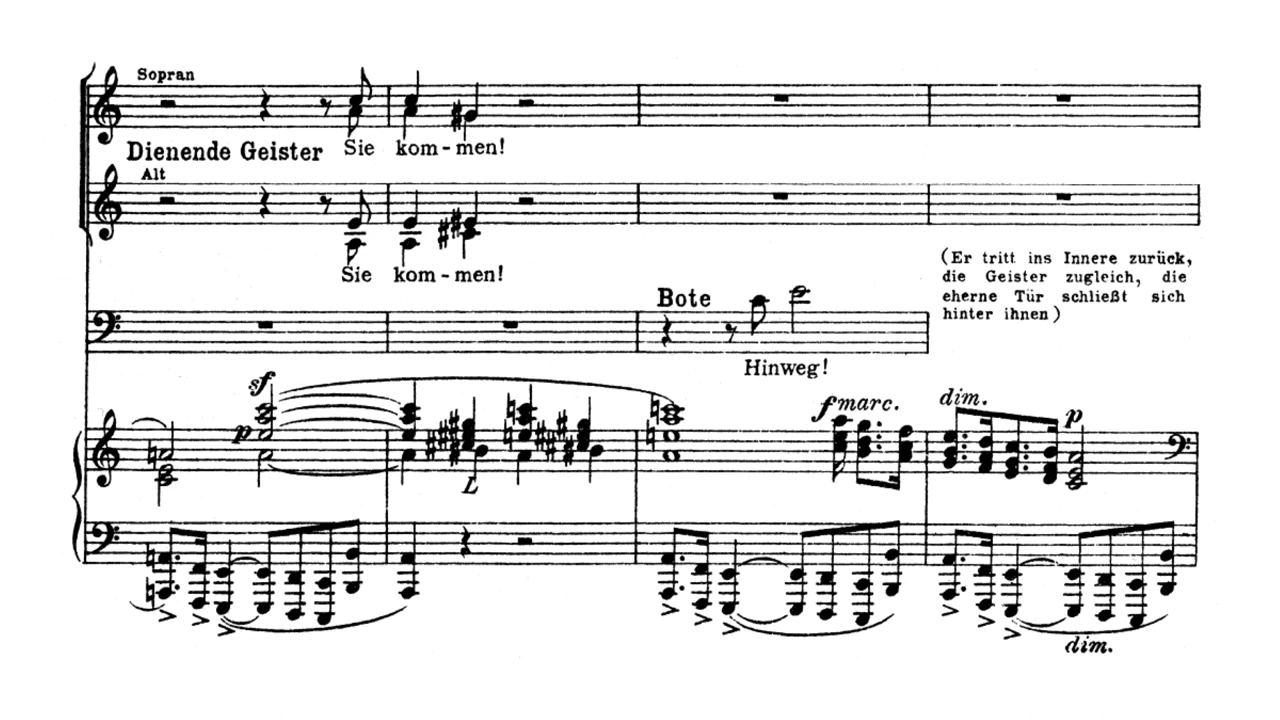 Sopran
Dienende Geister
Sie kom-men!
Alt
Sie kom-men!
(Er tritt ins Innere zurück,
die Geister zugleich, die
eherne Tür schließt sich
hinter ihnen)
Bote
Hinweg!
sf
p
f marc.
dim.
p
L
dim.